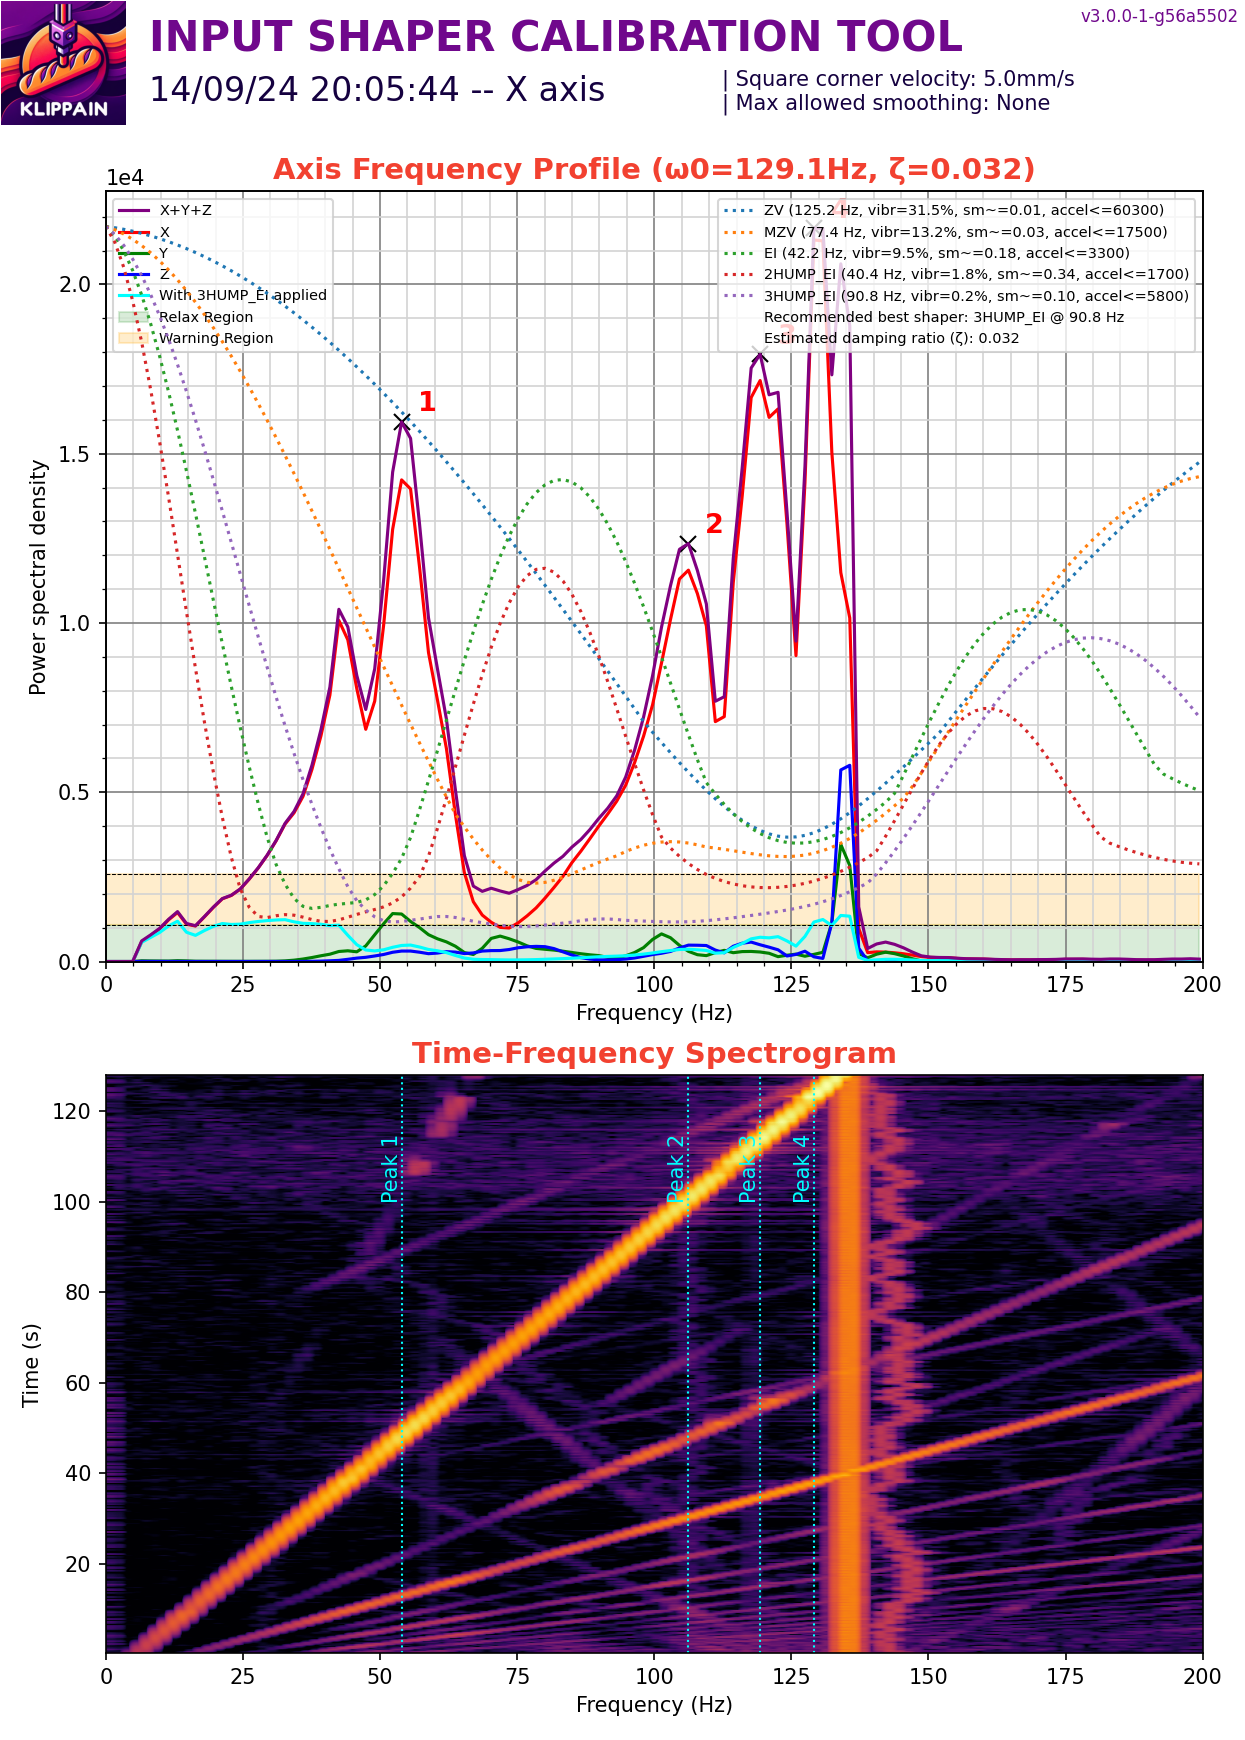 INPUT SHAPER CALIBRATION TOOL
v3.0.0-1-g56a5502
14/09/24 20:05:44 -- X axis
| Square corner velocity: 5.0mm/s
| Max allowed smoothing: None
KLIPPAIN
Axis Frequency Profile (ω0=129.1Hz, ζ=0.032)
1e4
X+Y+Z
X
Y
Z
With 3HUMP_EI applied
Relax Region
Warning Region
ZV (125.2 Hz, vibr=31.5%, sm~=0.01, accel<=60300)
MZV (77.4 Hz, vibr=13.2%, sm~=0.03, accel<=17500)
EI (42.2 Hz, vibr=9.5%, sm~=0.18, accel<=3300)
2HUMP_EI (40.4 Hz, vibr=1.8%, sm~=0.34, accel<=1700)
3HUMP_EI (90.8 Hz, vibr=0.2%, sm~=0.10, accel<=5800)
Recommended best shaper: 3HUMP_EI @ 90.8 Hz
Estimated damping ratio (ζ): 0.032
4
3
1
2
2.0
1.5
1.0
0.5
0.0
Power spectral density
0 25 50 75 100 125 150 175 200
Frequency (Hz)
Time-Frequency Spectrogram
120
100
80
60
40
20
Time (s)
Peak 1
Peak 2
Peak 3
Peak 4
0 25 50 75 100 125 150 175 200
Frequency (Hz)